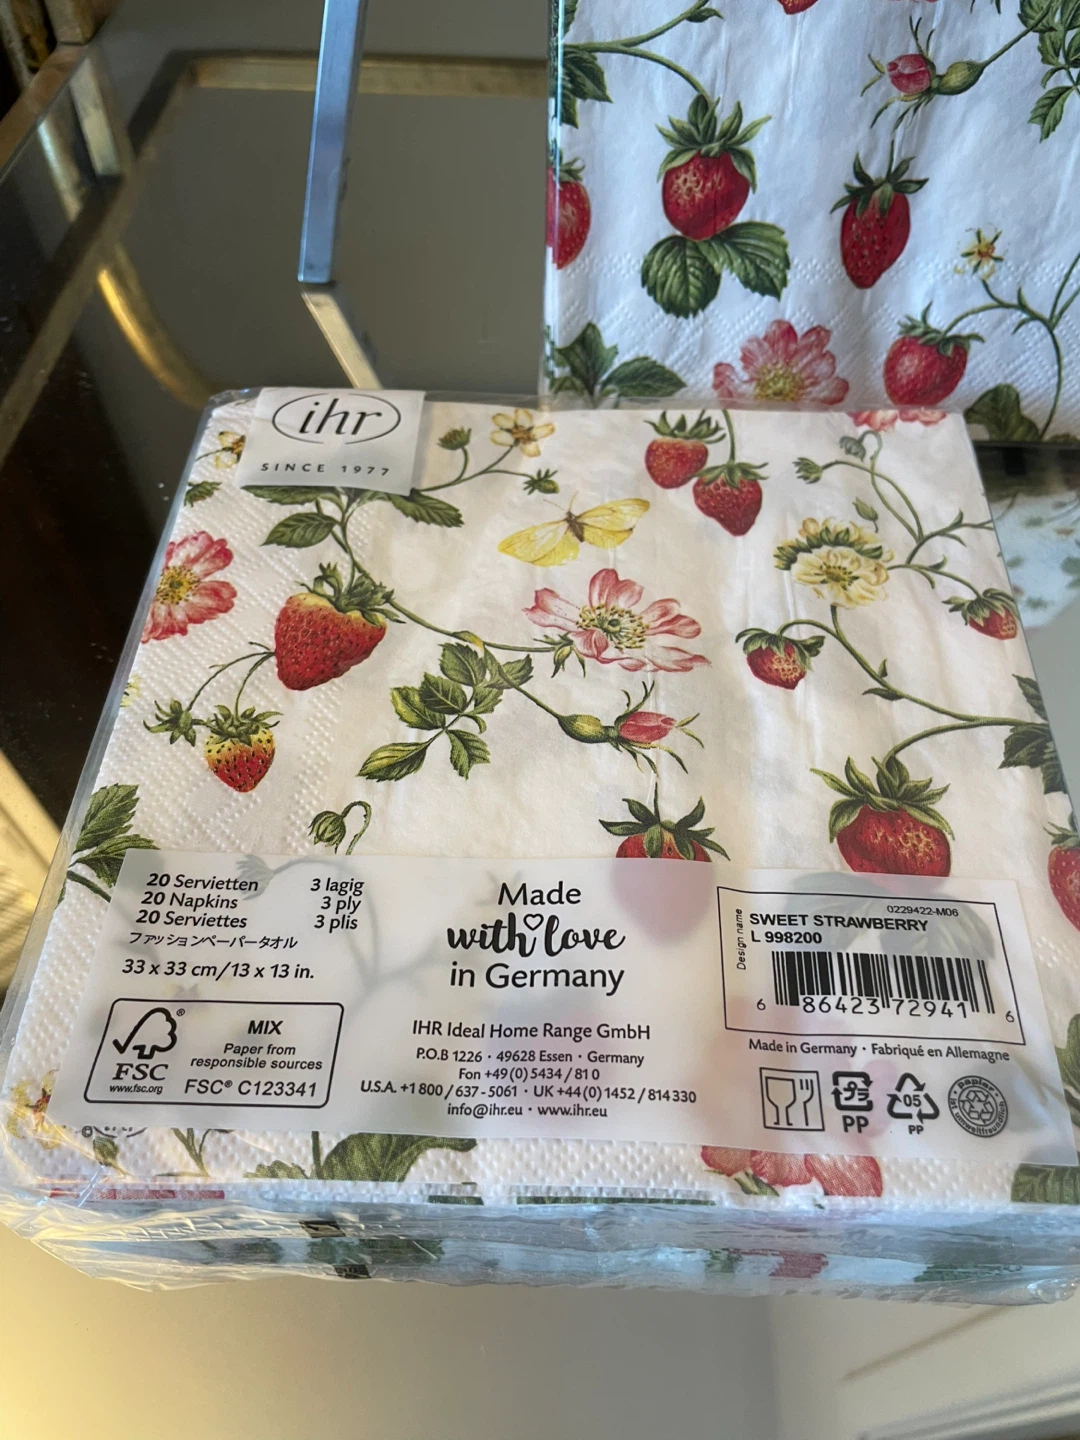 ihr
SINCE 1977
20 Servietten 3 lagig
20 Napkins 3 ply
20 Serviettes 3 plis
ファッションペーパータオル
33 x 33 cm/13 x 13 in.
FSC®
www.fsc.org
MIX
Paper from
responsible sources
FSC® C123341
Made
with love
in Germany
IHR Ideal Home Range GmbH
P.O.B 1226 · 49628 Essen · Germany
Fon +49(0)5434/810
U.S.A. +1 800/637-5061 · UK +44(0)1452/814330
info@ihr.eu · www.ihr.eu
0229422-M06
Design name
SWEET STRAWBERRY
L 998200
6 86423 72941 6
Made in Germany · Fabriqué en Allemagne
PP
05
PP
papier
ist umweltfreundlich